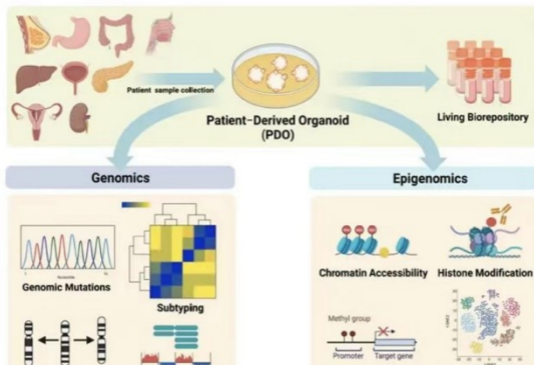 Patient sample collection
Patient-Derived Organoid
(PDO)
Living Biorepository
Genomics
Epigenomics
Genomic Mutations
Subtyping
Chromatin Accessibility
Histone Modification
Methyl group
Promoter
Target gene